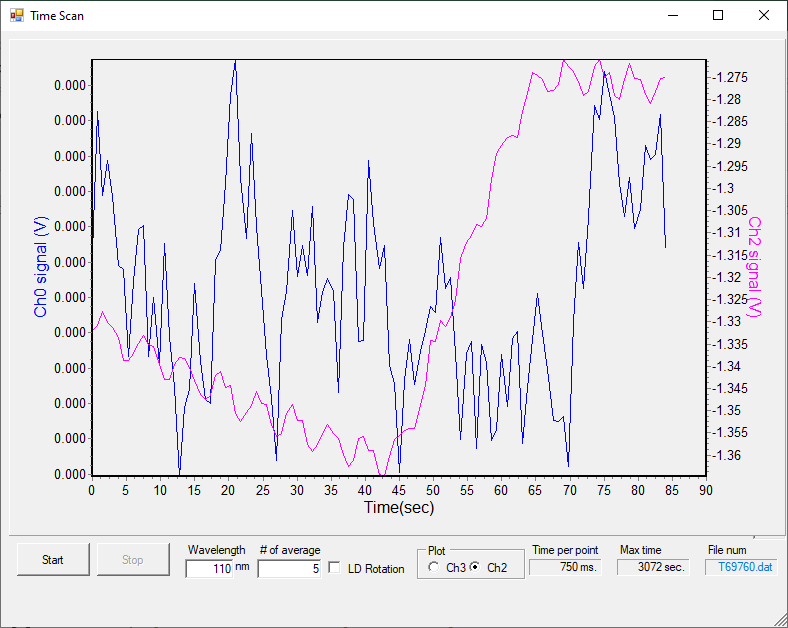 Time Scan
0.000
0.000
0.000
0.000
0.000
0.000
0.000
0.000
0.000
0.000
0.000
0.000
Ch0 signal (V)
-1.275
-1.28
-1.285
-1.29
-1.295
-1.3
-1.305
-1.31
-1.315
-1.32
-1.325
-1.33
-1.335
-1.34
-1.345
-1.35
-1.355
-1.36
Ch2 signal (V)
0 5 10 15 20 25 30 35 40 45 50 55 60 65 70 75 80 85 90
Time(sec)
Start
Stop
Wavelength
110 nm
# of average
5
LD Rotation
Plot
Ch3 Ch2
Time per point
750 ms.
Max time
3072 sec.
File num
T69760.dat